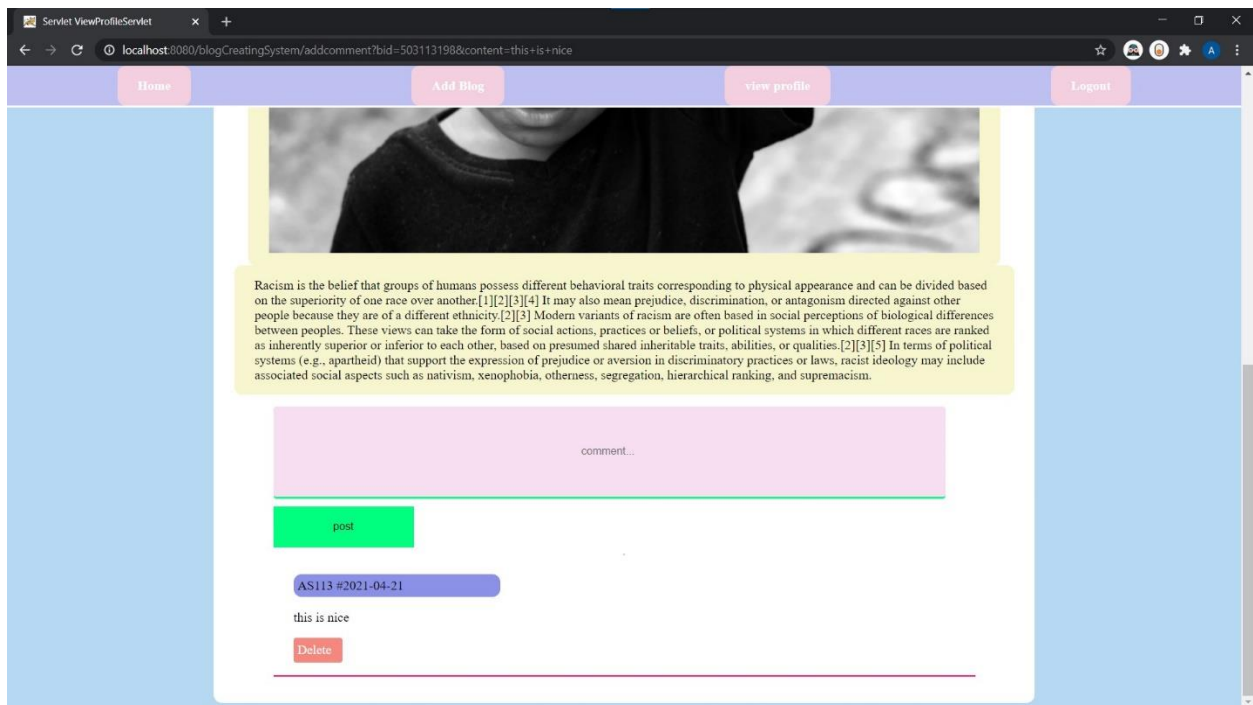 Servlet ViewProfileServlet
localhost:8080/blogCreatingSystem/addcomment?bid=503113198&content=this+is+nice
A
Home Add Blog view profile Logout
Racism is the belief that groups of humans possess different behavioral traits corresponding to physical appearance and can be divided based
on the superiority of one race over another.[1][2][3][4] It may also mean prejudice, discrimination, or antagonism directed against other
people because they are of a different ethnicity.[2][3] Modern variants of racism are often based in social perceptions of biological differences
between peoples. These views can take the form of social actions, practices or beliefs, or political systems in which different races are ranked
as inherently superior or inferior to each other, based on presumed shared inheritable traits, abilities, or qualities.[2][3][5] In terms of political
systems (e.g., apartheid) that support the expression of prejudice or aversion in discriminatory practices or laws, racist ideology may include
associated social aspects such as nativism, xenophobia, otherness, segregation, hierarchical ranking, and supremacism.
comment...
post
AS113 #2021-04-21
this is nice
Delete